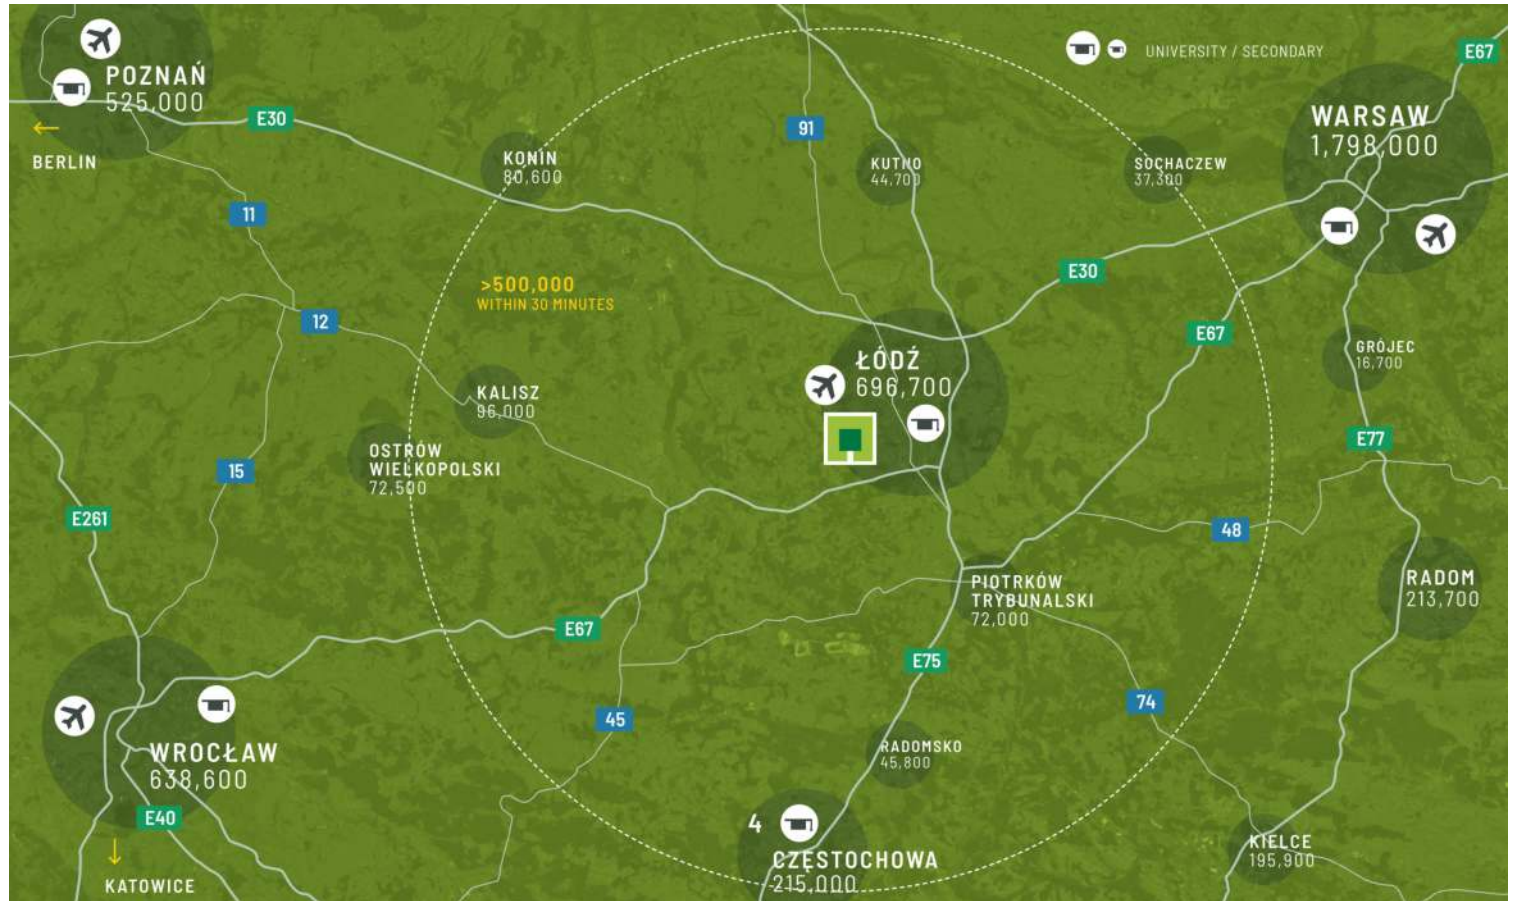 POZNAŃ
525,000
BERLIN
E30
11
12
15
KONIN
80,600
91
KUTNO
44,700
UNIVERSITY / SECONDARY
E67
SOCHACZEW
37,300
WARSAW
1,798,000
>500,000
WITHIN 30 MINUTES
E30
E67
GRÓJEC
16,700
ŁÓDŹ
696,700
KALISZ
96,000
OSTRÓW
WIELKOPOLSKI
72,500
E77
E261
48
RADOM
213,700
PIOTRKÓW
TRYBUNALSKI
72,000
E67
E75
74
45
WROCŁAW
638,600
E40
KATOWICE
RADOMSKO
45,800
4
CZĘSTOCHOWA
215,000
KIELCE
195,900